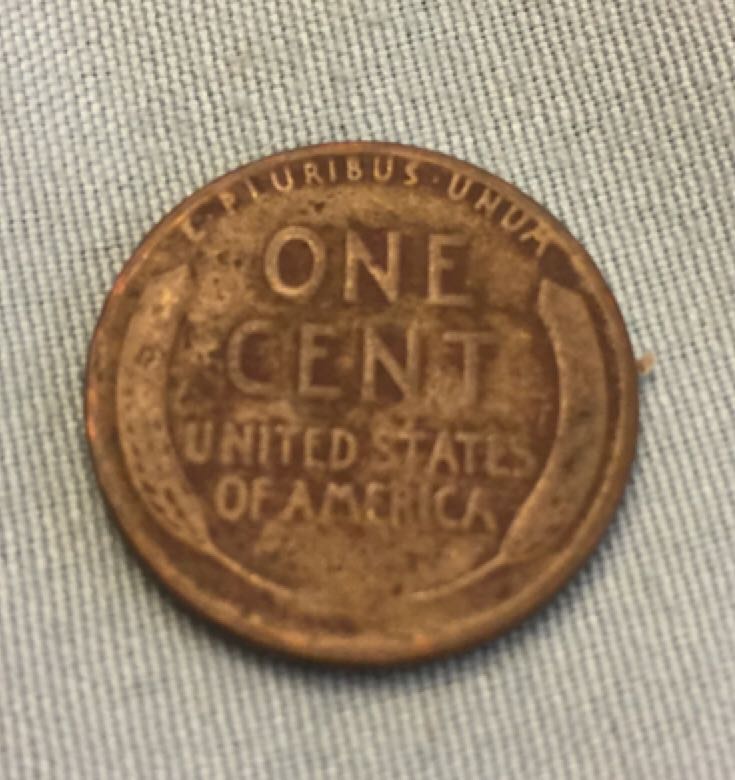 E·PLURIBUS·UNUM
ONE
CENT
UNITED STATES
OF AMERICA